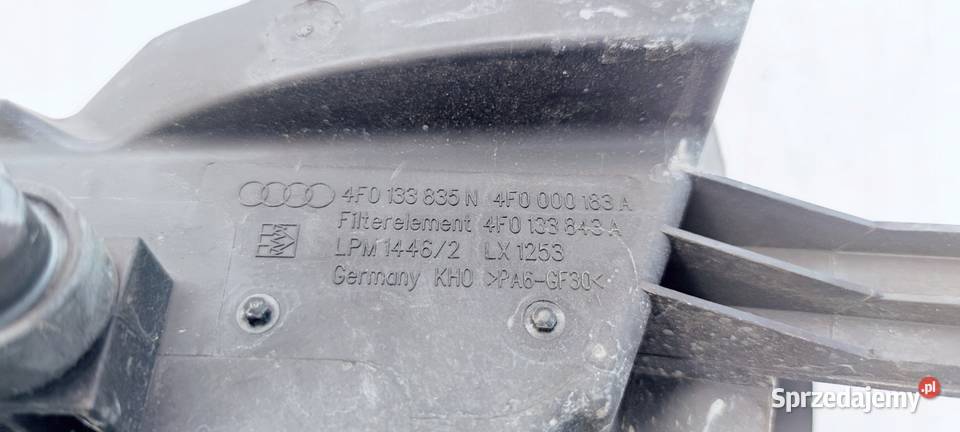 4F0 133 835 N 4F0 000 183 A
Filterelement 4F0 133 843 A
LPM 1446/2 LX 1253
Germany KHO >PA6-GF30<
Sprzedajemy .pl